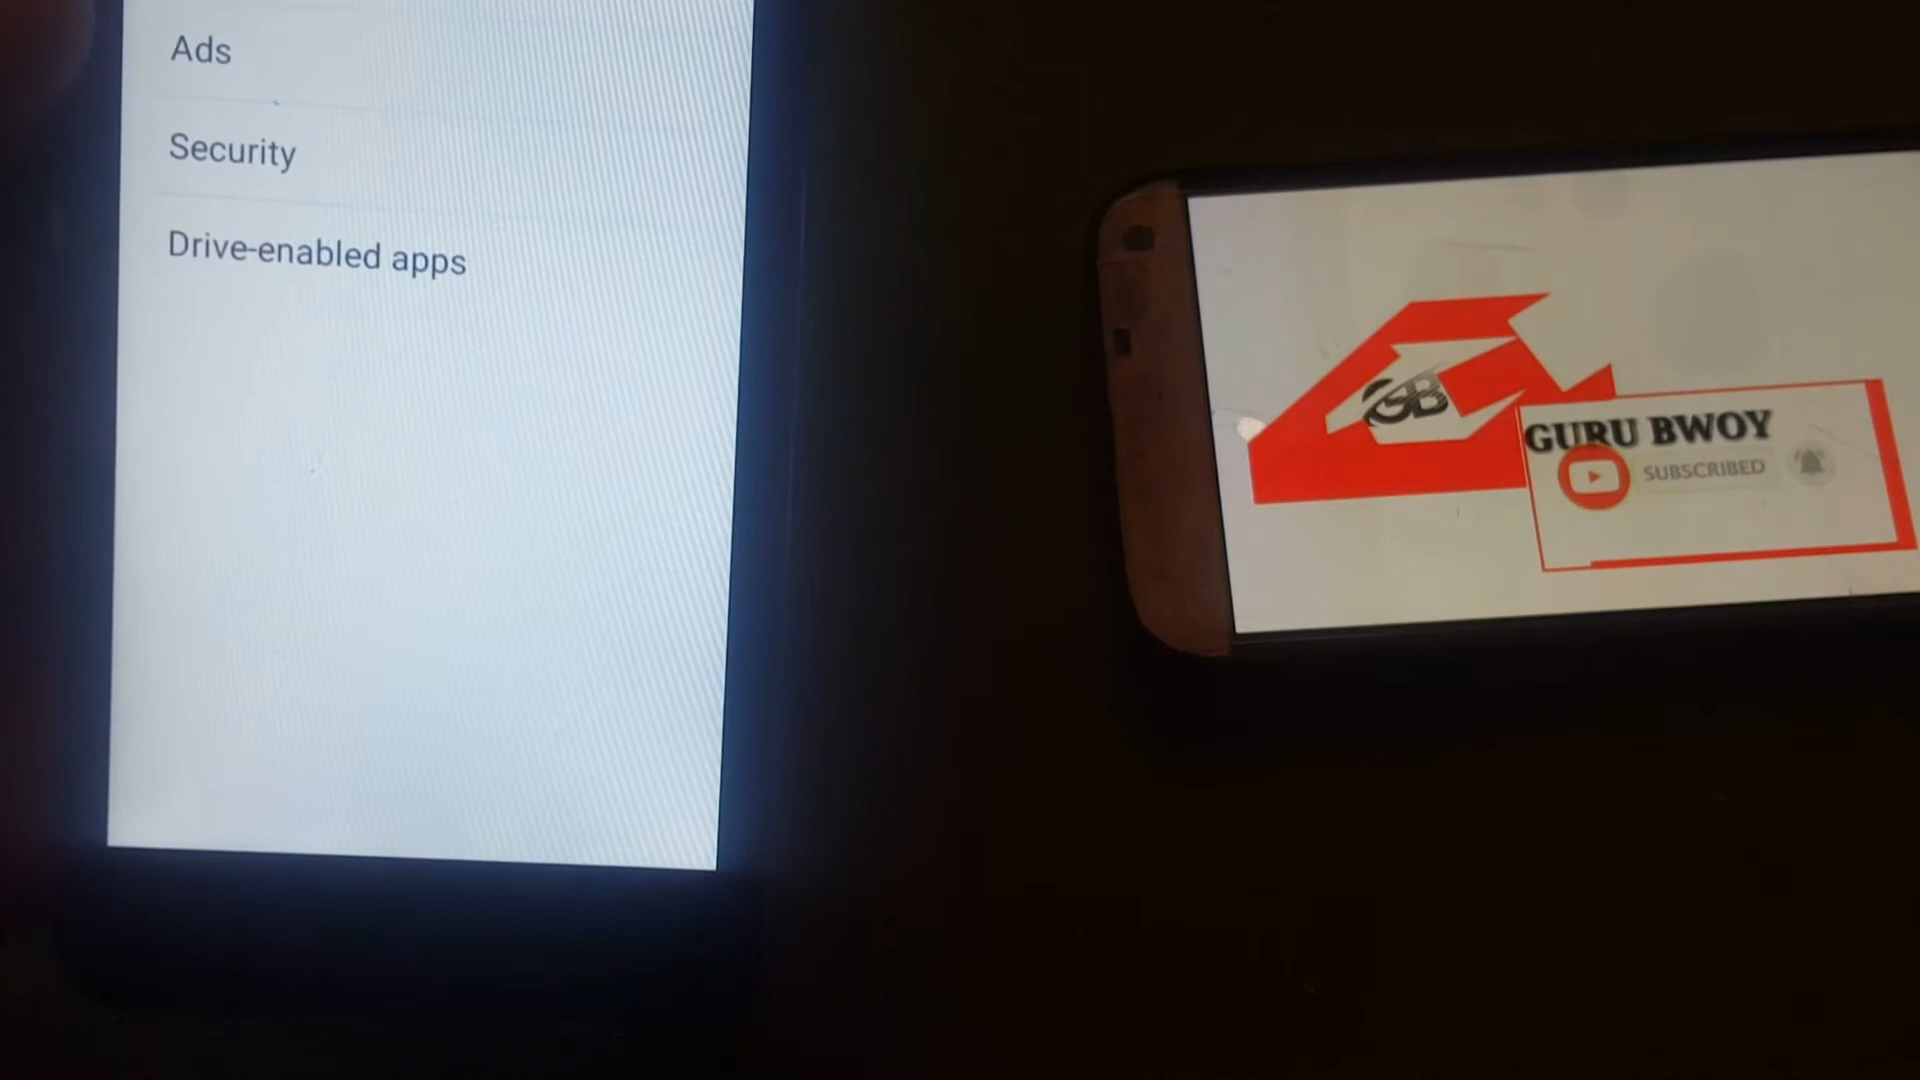 Ads
Security
Drive-enabled apps
GB
GURU BWOY
SUBSCRIBED